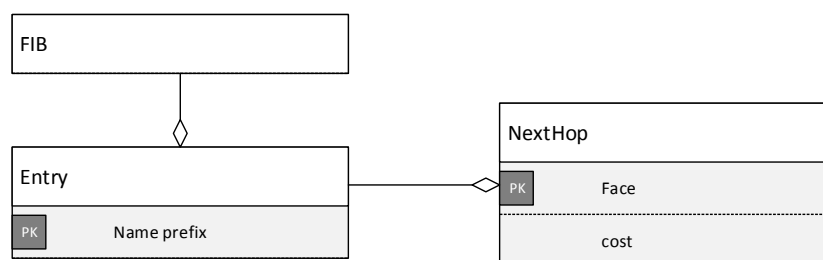 FIB
Entry
PK Name prefix
NextHop
PK Face
cost